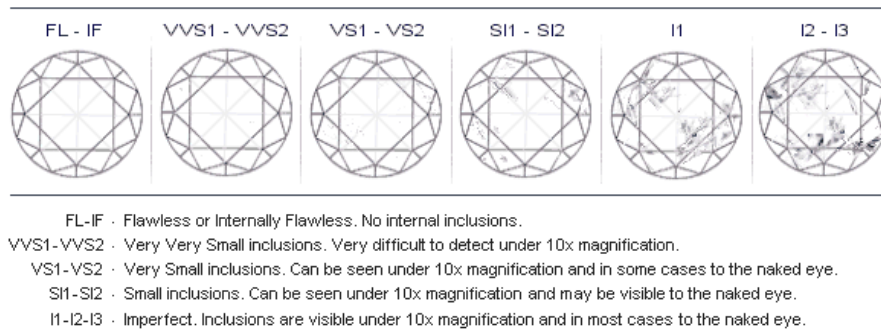 FL - IF VVS1 - VVS2 VS1 - VS2 SI1 - SI2 I1 I2 - I3
FL-IF · Flawless or Internally Flawless. No internal inclusions.
VVS1-VVS2 · Very Very Small inclusions. Very difficult to detect under 10x magnification.
VS1-VS2 · Very Small inclusions. Can be seen under 10x magnification and in some cases to the naked eye.
SI1-SI2 · Small inclusions. Can be seen under 10x magnification and may be visible to the naked eye.
I1-I2-I3 · Imperfect. Inclusions are visible under 10x magnification and in most cases to the naked eye.